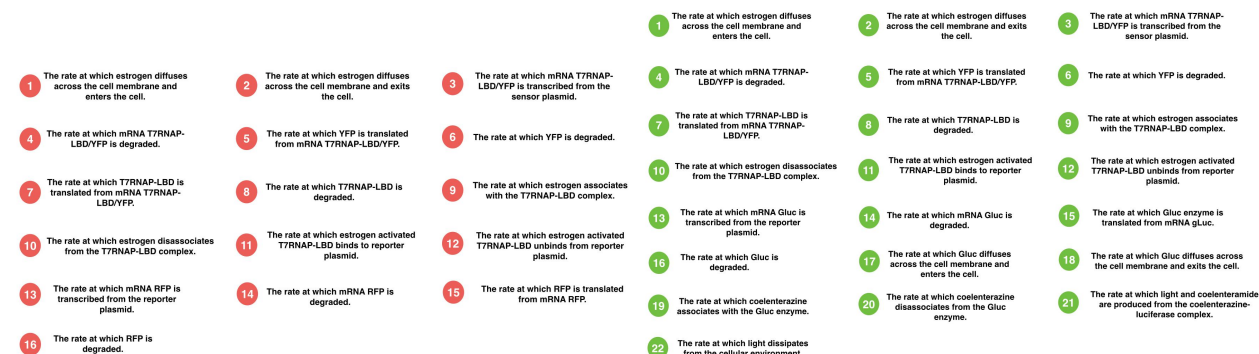 1
The rate at which estrogen diffuses
across the cell membrane and
enters the cell.
2
The rate at which estrogen diffuses
across the cell membrane and exits
the cell.
3
The rate at which mRNA T7RNAP-
LBD/YFP is transcribed from the
sensor plasmid.
4
The rate at which mRNA T7RNAP-
LBD/YFP is degraded.
5
The rate at which YFP is translated
from mRNA T7RNAP-LBD/YFP.
6
The rate at which YFP is degraded.
7
The rate at which T7RNAP-LBD is
translated from mRNA T7RNAP-
LBD/YFP.
8
The rate at which T7RNAP-LBD is
degraded.
9
The rate at which estrogen associates
with the T7RNAP-LBD complex.
10
The rate at which estrogen disassociates
from the T7RNAP-LBD complex.
11
The rate at which estrogen activated
T7RNAP-LBD binds to reporter
plasmid.
12
The rate at which estrogen activated
T7RNAP-LBD unbinds from reporter
plasmid.
13
The rate at which mRNA RFP is
transcribed from the reporter
plasmid.
14
The rate at which mRNA RFP is
degraded.
15
The rate at which RFP is translated
from mRNA RFP.
16
The rate at which RFP is
degraded.
1
The rate at which estrogen diffuses
across the cell membrane and
enters the cell.
2
The rate at which estrogen diffuses
across the cell membrane and exits
the cell.
3
The rate at which mRNA T7RNAP-
LBD/YFP is transcribed from the
sensor plasmid.
4
The rate at which mRNA T7RNAP-
LBD/YFP is degraded.
5
The rate at which YFP is translated
from mRNA T7RNAP-LBD/YFP.
6
The rate at which YFP is degraded.
7
The rate at which T7RNAP-LBD is
translated from mRNA T7RNAP-
LBD/YFP.
8
The rate at which T7RNAP-LBD is
degraded.
9
The rate at which estrogen associates
with the T7RNAP-LBD complex.
10
The rate at which estrogen disassociates
from the T7RNAP-LBD complex.
11
The rate at which estrogen activated
T7RNAP-LBD binds to reporter
plasmid.
12
The rate at which estrogen activated
T7RNAP-LBD unbinds from reporter
plasmid.
13
The rate at which mRNA Gluc is
transcribed from the reporter
plasmid.
14
The rate at which mRNA Gluc is
degraded.
15
The rate at which Gluc enzyme is
translated from mRNA gLuc.
16
The rate at which Gluc is
degraded.
17
The rate at which Gluc diffuses
across the cell membrane and
enters the cell.
18
The rate at which Gluc diffuses across
the cell membrane and exits the cell.
19
The rate at which coelenterazine
associates with the Gluc enzyme.
20
The rate at which coelenterazine
disassociates from the Gluc
enzyme.
21
The rate at which light and coelenteramide
are produced from the coelenterazine-
luciferase complex.
22
The rate at which light dissipates
from the cellular environment